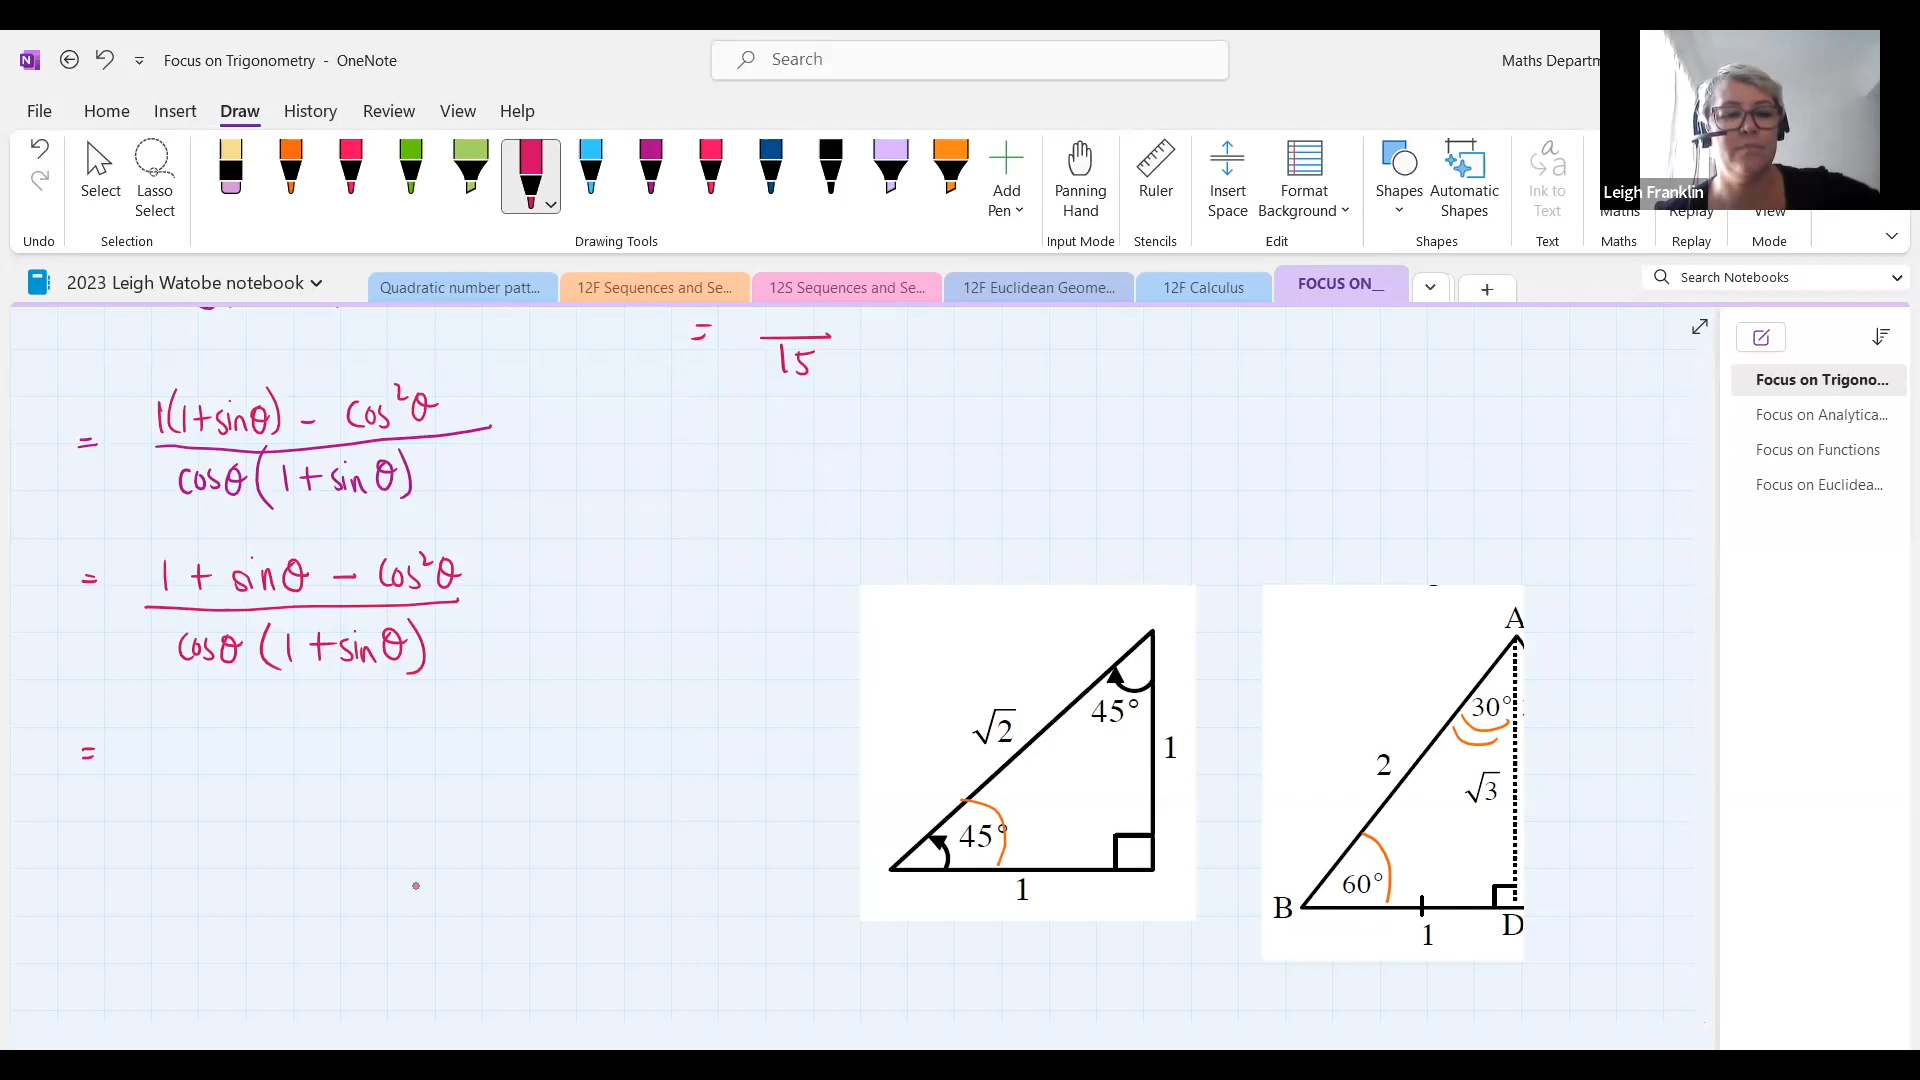 Focus on Trigonometry - OneNote
Search
Maths Departm
File Home Insert Draw History Review View Help
Undo
Select
Lasso Select
Selection
Drawing Tools
Add Pen
Panning Hand
Input Mode
Ruler
Stencils
Insert Space
Format Background
Edit
Shapes
Automatic Shapes
Shapes
Ink to Text
Text
Maths
Maths
Replay
Replay
View
Mode
Leigh Franklin
2023 Leigh Watobe notebook
Quadratic number patt...
12F Sequences and Se...
12S Sequences and Se...
12F Euclidean Geome...
12F Calculus
FOCUS ON__
+
Search Notebooks
Focus on Trigono...
Focus on Analytica...
Focus on Functions
Focus on Euclidea...
=
15
1(1+sinθ) - cos²θ
=
cosθ(1+sinθ)
1 + sinθ - cos²θ
=
cosθ(1+sinθ)
=
√2
45°
1
45°
1
A
30°
2
√3
60°
B
D
1